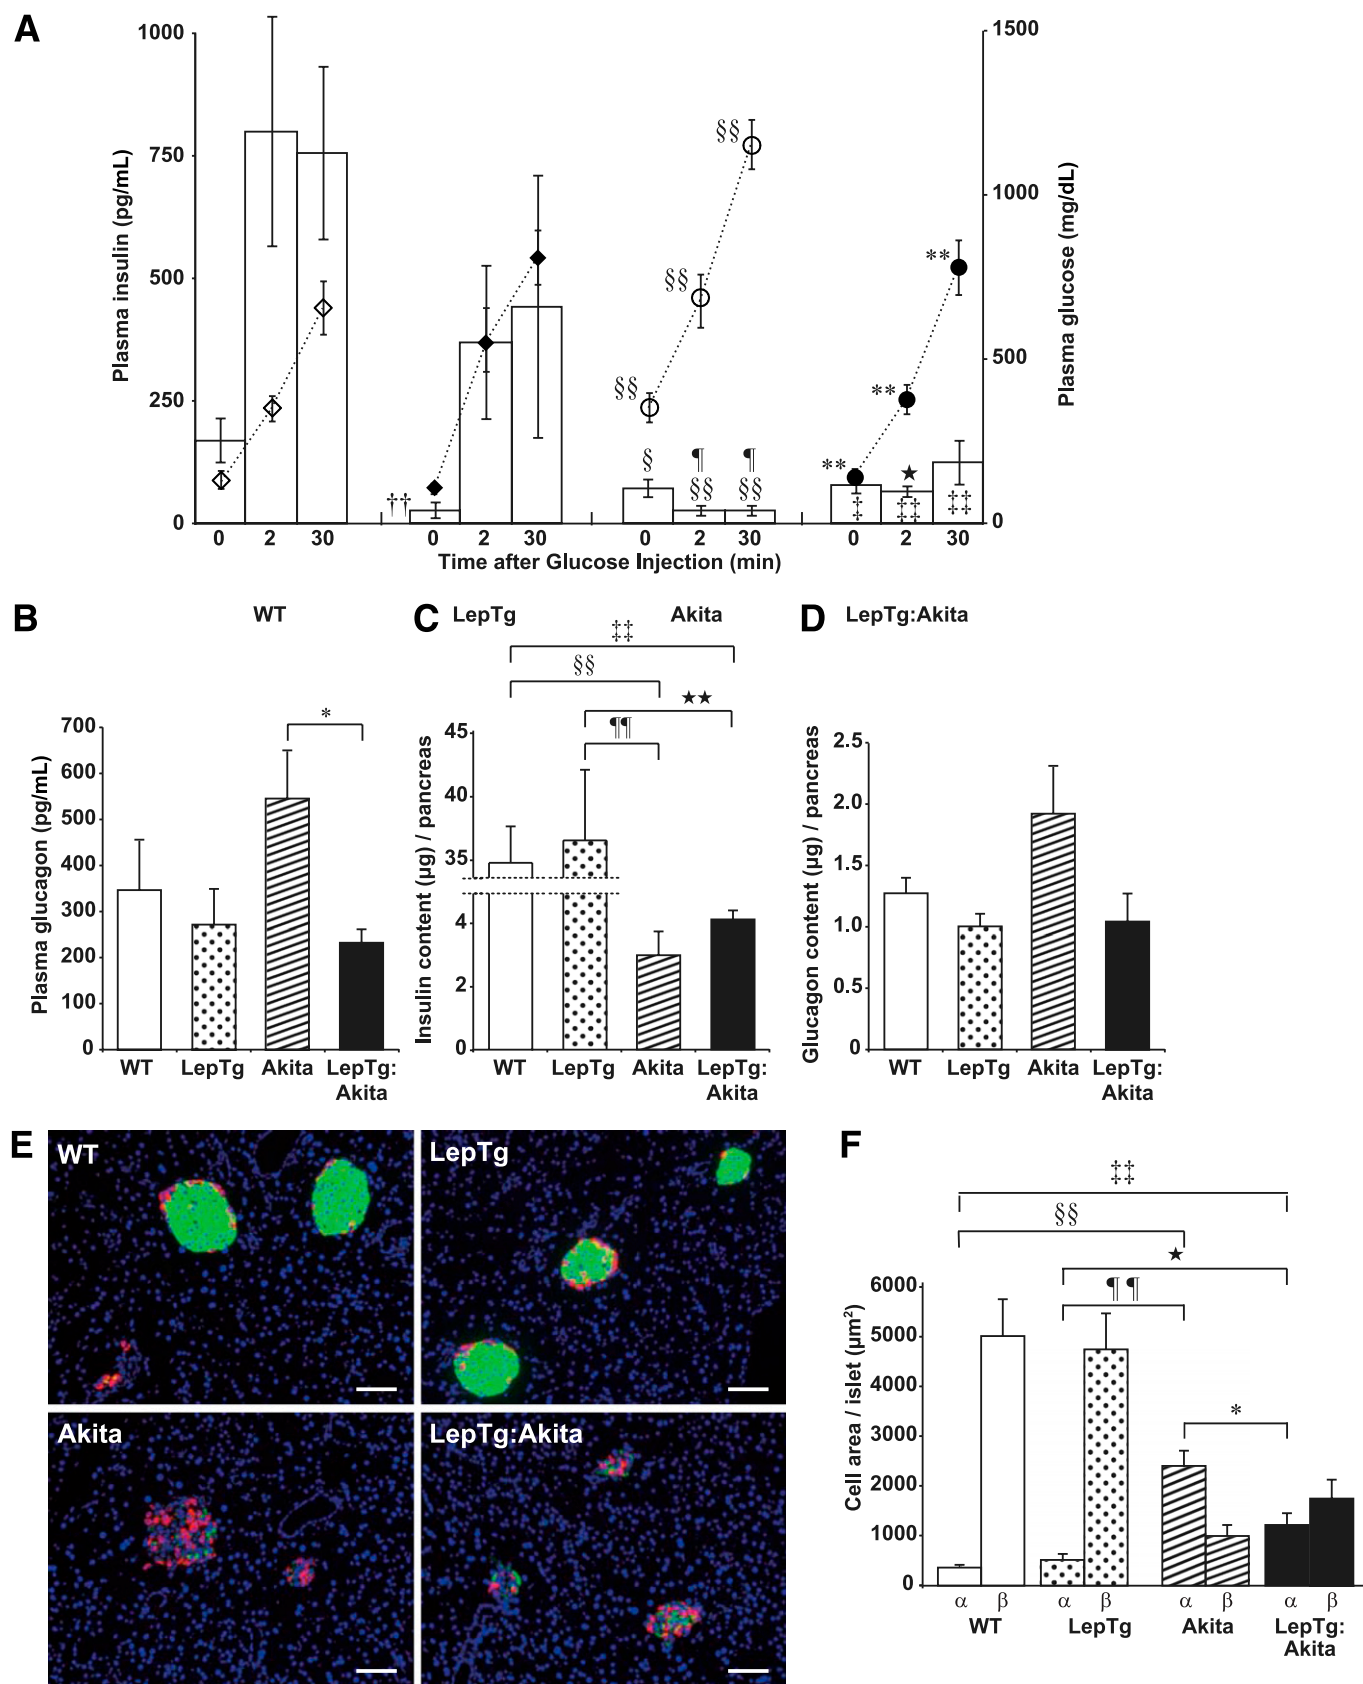 A
1000
750
500
250
0
Plasma insulin (pg/mL)
1500
1000
500
0
Plasma glucose (mg/dL)
††
§§
§§
§§
§
¶
§§
¶
§§
**
**
**
‡
★
‡‡
‡‡
0 2 30 0 2 30 0 2 30 0 2 30
Time after Glucose Injection (min)
WT LepTg Akita LepTg:Akita
B
700
600
500
400
300
200
100
0
Plasma glucagon (pg/mL)
*
WT LepTg Akita LepTg:
Akita
C
‡‡
§§
★★
¶¶
45
40
35
4
2
0
Insulin content (µg) / pancreas
WT LepTg Akita LepTg:
Akita
D
2.5
2.0
1.5
1.0
0.5
0
Glucagon content (µg) / pancreas
WT LepTg Akita LepTg:
Akita
E
WT
LepTg
Akita
LepTg:Akita
F
‡‡
§§
★
¶ ¶
*
6000
5000
4000
3000
2000
1000
0
Cell area / islet (µm²)
α β α β α β α β
WT LepTg Akita LepTg:
Akita